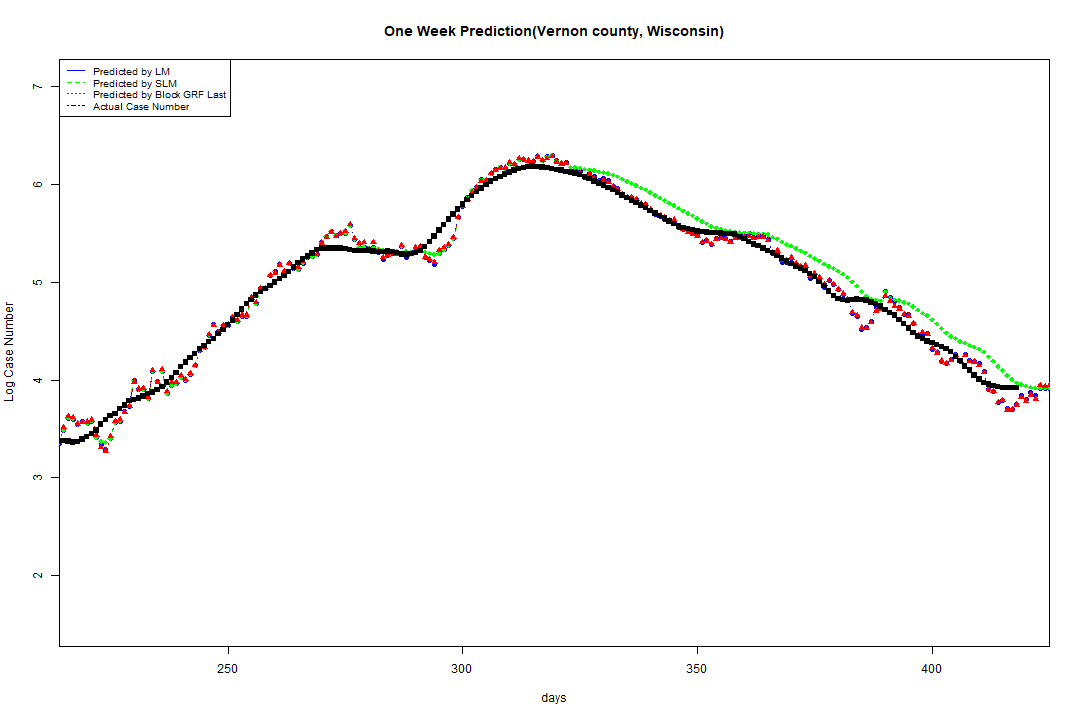 One Week Prediction(Vernon county, Wisconsin)
Predicted by LM
Predicted by SLM
Predicted by Block GRF Last
Actual Case Number
7
6
5
4
3
2
Log Case Number
250 300 350 400
days